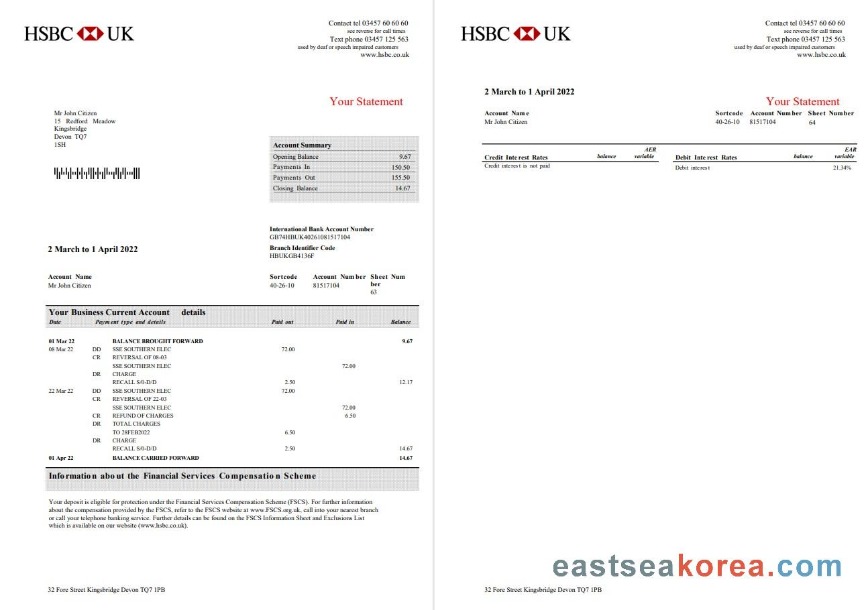 HSBC UK
Contact tel 03457 60 60 60
see reverse for call times
Text phone 03457 125 563
used by deaf or speech impaired customers
www.hsbc.co.uk
Your Statement
Mr John Citizen
15 Redford Meadow
Kingsbridge
Devon TQ7
1SH
Account Summary
Opening Balance 9.67
Payments In 150.50
Payments Out 155.50
Closing Balance 14.67
International Bank Account Number
GB74HBUK40261081517104
Branch Identifier Code
HBUKGB4136F
2 March to 1 April 2022
Account Name Sortcode Account Number Sheet Num
ber
Mr John Citizen 40-26-10 81517104
63
Your Business Current Account details
Date Payment type and details Paid out Paid in Balance
01 Mar 22 BALANCE BROUGHT FORWARD 9.67
08 Mar 22 DD SSE SOUTHERN ELEC 72.00
CR REVERSAL OF 08-03
SSE SOUTHERN ELEC 72.00
DR CHARGE
RECALL S/0-D/D 2.50 12.17
22 Mar 22 DD SSE SOUTHERN ELEC 72.00
CR REVERSAL OF 22-03
SSE SOUTHERN ELEC 72.00
CR REFUND OF CHARGES 6.50
DR TOTAL CHARGES
TO 28FEB2022 6.50
DR CHARGE
RECALL S/0-D/D 2.50 14.67
01 Apr 22 BALANCE CARRIED FORWARD 14.67
Information about the Financial Services Compensation Scheme
Your deposit is eligible for protection under the Financial Services Compensation Scheme (FSCS). For further information
about the compensation provided by the FSCS, refer to the FSCS website at www.FSCS.org.uk, call into your nearest branch
or call your telephone banking service. Further details can be found on the FSCS Information Sheet and Exclusions List
which is available on our website (www.hsbc.co.uk).
32 Fore Street Kingsbridge Devon TQ7 1PB
HSBC UK
Contact tel 03457 60 60 60
see reverse for call times
Text phone 03457 125 563
used by deaf or speech impaired customers
www.hsbc.co.uk
2 March to 1 April 2022
Your Statement
Account Name Sortcode Account Number Sheet Number
Mr John Citizen 40-26-10 81517104 64
AER EAR
Credit Interest Rates balance variable Debit Interest Rates balance variable
Credit interest is not paid Debit interest 21.34%
eastseakorea.com
32 Fore Street Kingsbridge Devon TQ7 1PB